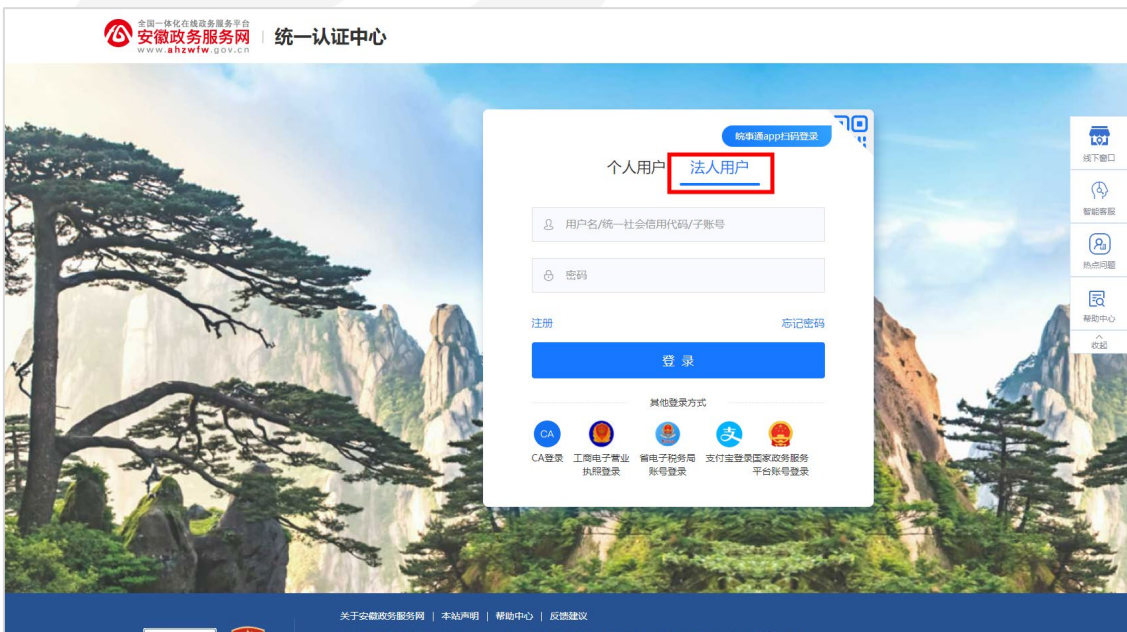 全国一体化在线政务服务平台
安徽政务服务网
www.ahzwfw.gov.cn
统一认证中心
皖事通app扫码登录
个人用户 法人用户
用户名/统一社会信用代码/子账号
密码
注册 忘记密码
登 录
其他登录方式
CA
CA登录
工商电子营业
执照登录
省电子税务局
账号登录
支
支付宝登录
国家政务服务
平台账号登录
线下窗口
智能客服
热点问题
帮助中心
收起
关于安徽政务服务网 | 本站声明 | 帮助中心 | 反馈建议